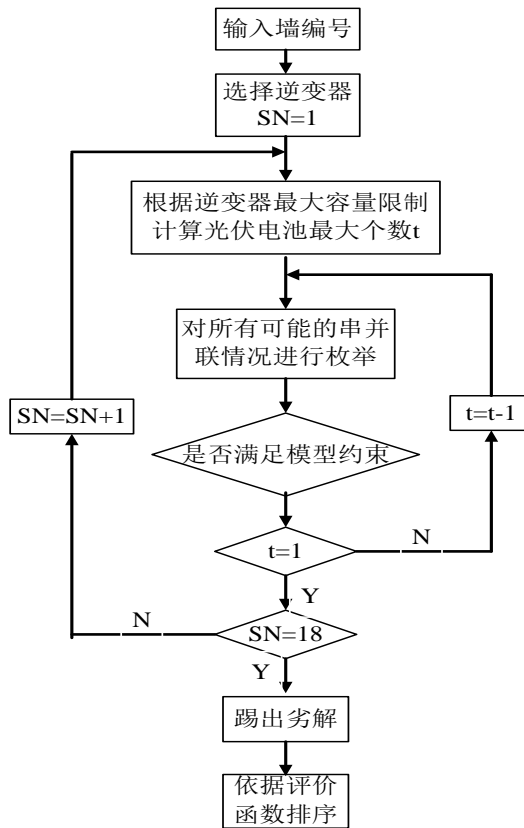 输入墙编号
选择逆变器
SN=1
根据逆变器最大容量限制
计算光伏电池最大个数t
对所有可能的串并
联情况进行枚举
SN=SN+1
t=t-1
是否满足模型约束
N
t=1
Y
N
SN=18
Y
踢出劣解
依据评价
函数排序